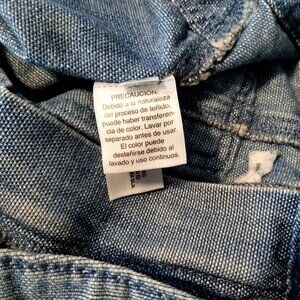 PRECAUCIÓN:
Debido a la naturaleza
del proceso de teñido,
puede haber transferen-
cia de color. Lavar por
separado antes de usar.
El color puede
desteñirse debido al
lavado y uso continuos.